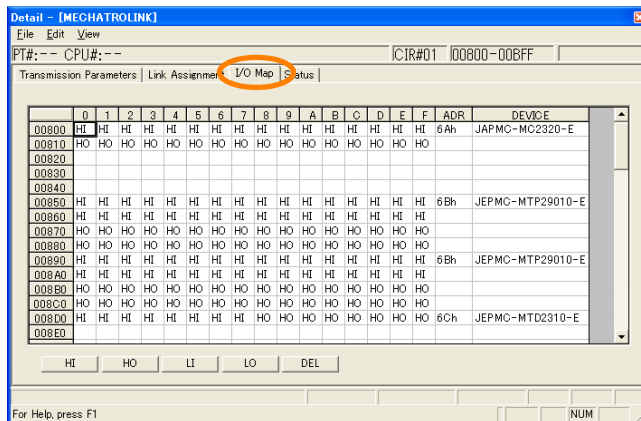 Detail - [MECHATROLINK]
File Edit View
PT#:-- CPU#:-- CIR#01 00800-00BFF
Transmission Parameters Link Assignment I/O Map Status
0 1 2 3 4 5 6 7 8 9 A B C D E F ADR DEVICE
00800 HI HI HI HI HI HI HI HI HI HI HI HI HI HI HI HI 6Ah JAPMC-MC2320-E
00810 HO HO HO HO HO HO HO HO HO HO HO HO HO HO HO HO
00820
00830
00840
00850 HI HI HI HI HI HI HI HI HI HI HI HI HI HI HI HI 6Bh JEPMC-MTP29010-E
00860 HI HI HI HI HI HI HI HI HI HI HI HI HI HI HI HI
00870 HO HO HO HO HO HO HO HO HO HO HO HO HO HO HO HO
00880 HO HO HO HO HO HO HO HO HO HO HO HO HO HO HO HO
00890 HI HI HI HI HI HI HI HI HI HI HI HI HI HI HI HI 6Bh JEPMC-MTP29010-E
008A0 HI HI HI HI HI HI HI HI HI HI HI HI HI HI HI HI
008B0 HO HO HO HO HO HO HO HO HO HO HO HO HO HO HO HO
008C0 HO HO HO HO HO HO HO HO HO HO HO HO HO HO HO HO
008D0 HI HI HI HI HI HI HI HI HO HO HO HO HO HO HO HO 6Ch JEPMC-MTD2310-E
008E0
HI HO LI LO DEL
For Help, press F1 NUM